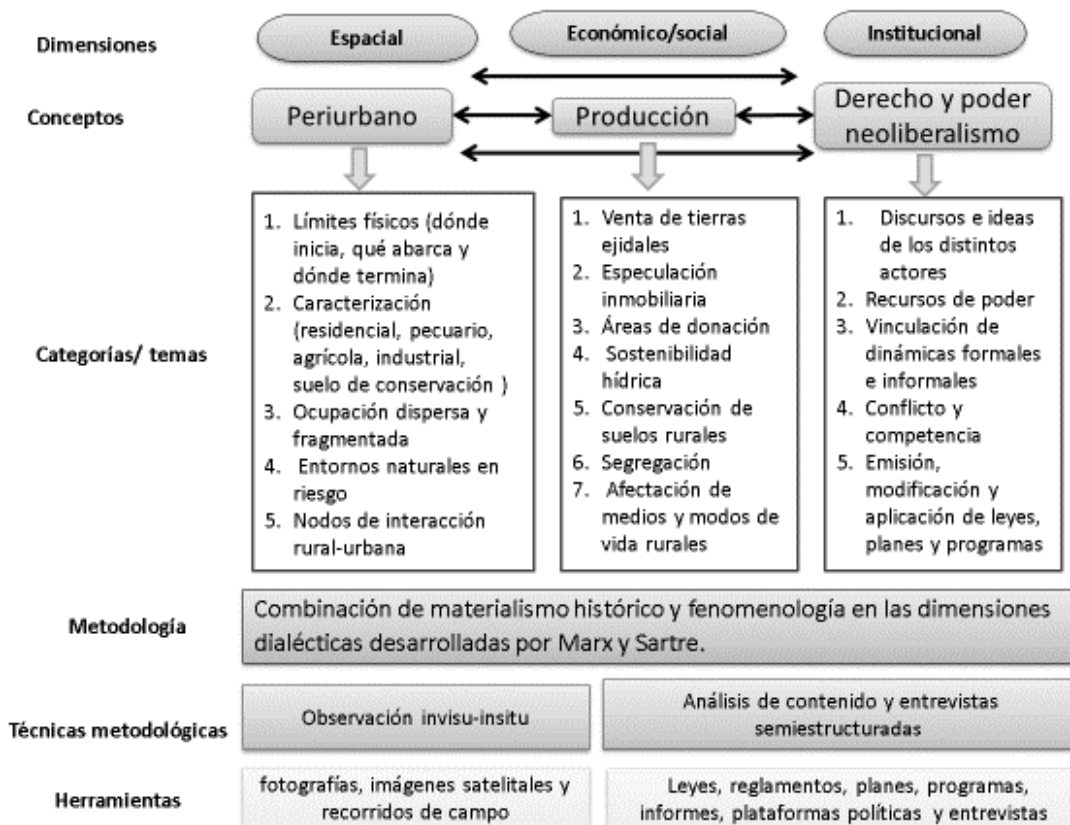 Dimensiones
Espacial
Económico/social
Institucional
Conceptos
Periurbano
Producción
Derecho y poder
neoliberalismo
Categorías/ temas
1. Límites físicos (dónde
inicia, qué abarca y
dónde termina)
2. Caracterización
(residencial, pecuario,
agrícola, industrial,
suelo de conservación )
3. Ocupación dispersa y
fragmentada
4. Entornos naturales en
riesgo
5. Nodos de interacción
rural-urbana
1. Venta de tierras
ejidales
2. Especulación
inmobiliaria
3. Áreas de donación
4. Sostenibilidad
hídrica
5. Conservación de
suelos rurales
6. Segregación
7. Afectación de
medios y modos de
vida rurales
1. Discursos e ideas
de los distintos
actores
2. Recursos de poder
3. Vinculación de
dinámicas formales
e informales
4. Conflicto y
competencia
5. Emisión,
modificación y
aplicación de leyes,
planes y programas
Metodología
Combinación de materialismo histórico y fenomenología en las dimensiones
dialécticas desarrolladas por Marx y Sartre.
Técnicas metodológicas
Observación invisu-insitu
Análisis de contenido y entrevistas
semiestructuradas
Herramientas
fotografías, imágenes satelitales y
recorridos de campo
Leyes, reglamentos, planes, programas,
informes, plataformas políticas y entrevistas